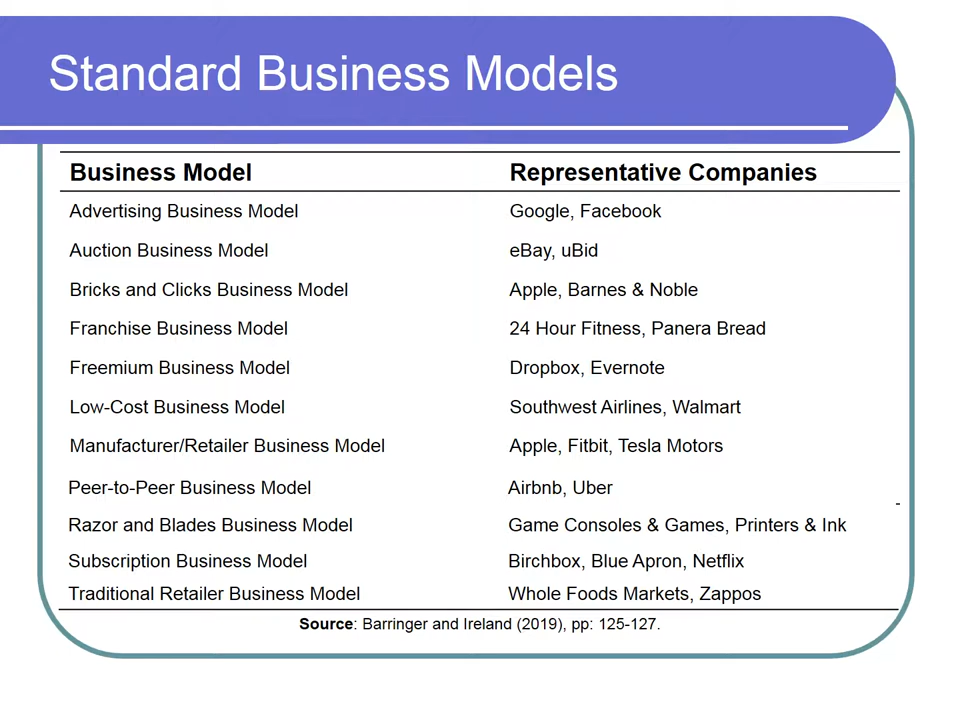 Standard Business Models
Business Model Representative Companies
Advertising Business Model Google, Facebook
Auction Business Model eBay, uBid
Bricks and Clicks Business Model Apple, Barnes & Noble
Franchise Business Model 24 Hour Fitness, Panera Bread
Freemium Business Model Dropbox, Evernote
Low-Cost Business Model Southwest Airlines, Walmart
Manufacturer/Retailer Business Model Apple, Fitbit, Tesla Motors
Peer-to-Peer Business Model Airbnb, Uber
Razor and Blades Business Model Game Consoles & Games, Printers & Ink
Subscription Business Model Birchbox, Blue Apron, Netflix
Traditional Retailer Business Model Whole Foods Markets, Zappos
Source: Barringer and Ireland (2019), pp: 125-127.